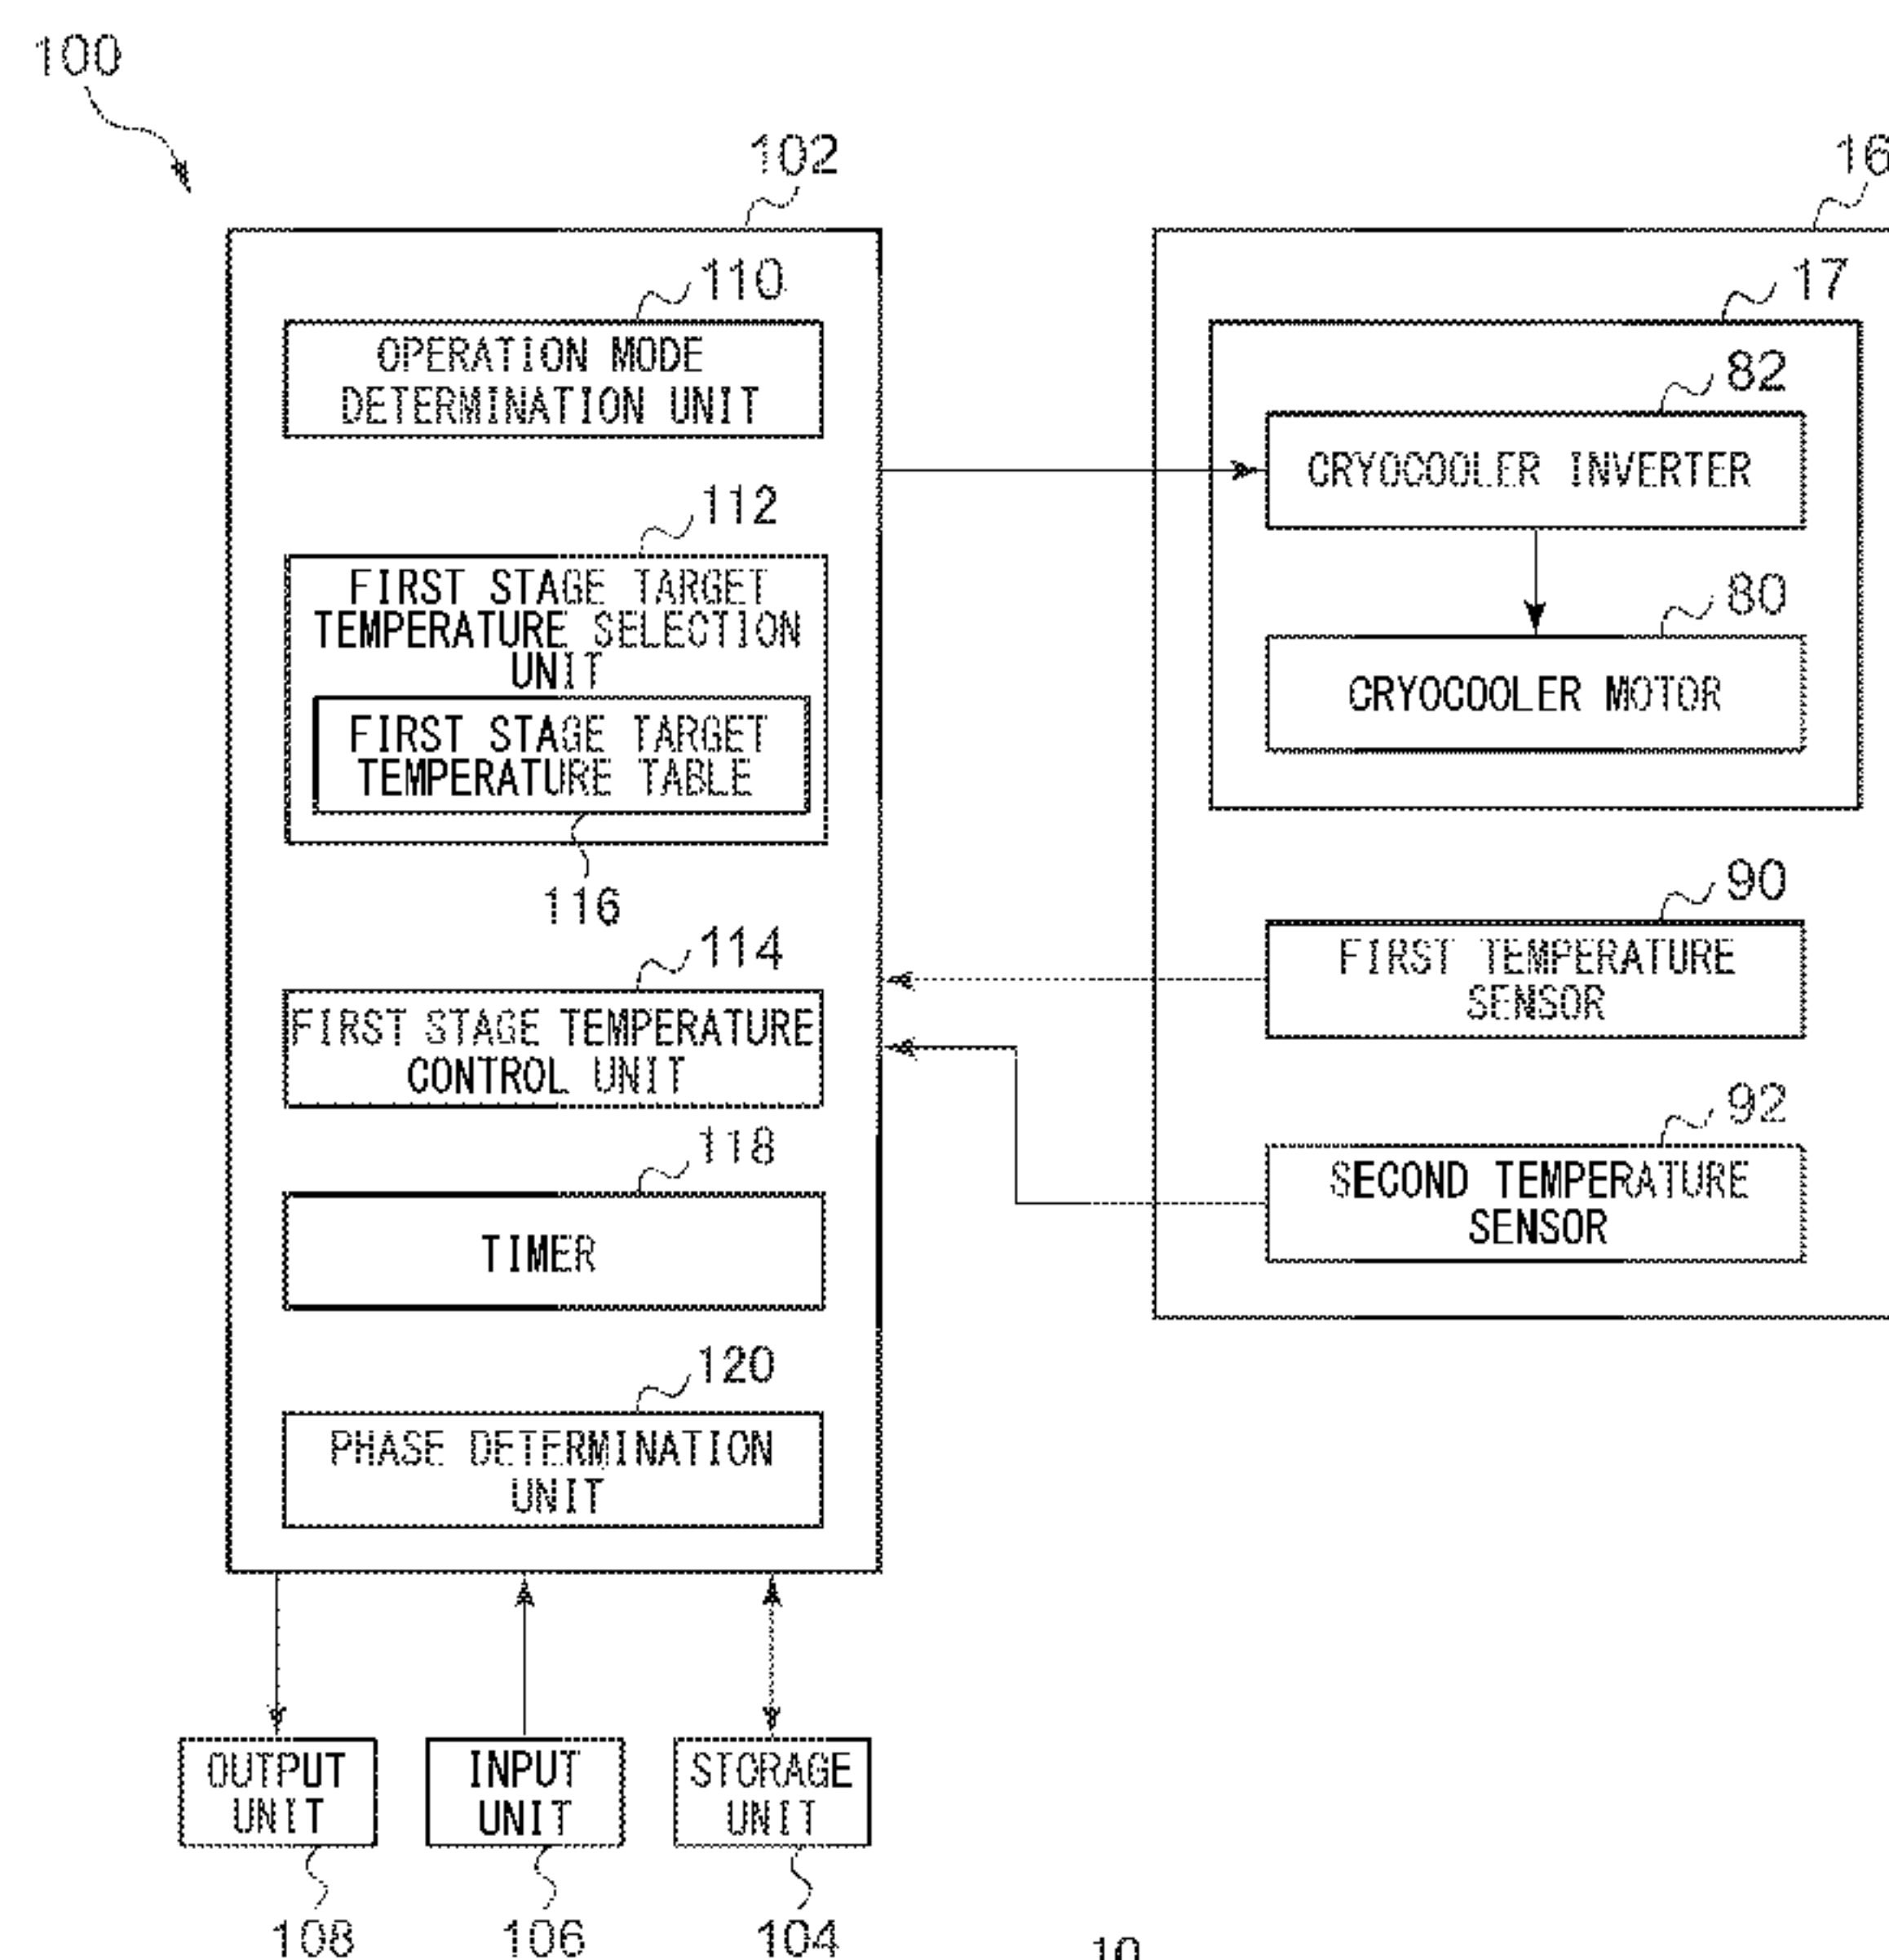 100
102
16
110
OPERATION MODE
DETERMINATION UNIT
17
82
CRYOCOOLER INVERTER
112
FIRST STAGE TARGET
TEMPERATURE SELECTION
UNIT
FIRST STAGE TARGET
TEMPERATURE TABLE
116
80
CRYOCOOLER MOTOR
90
FIRST TEMPERATURE
SENSOR
114
FIRST STAGE TEMPERATURE
CONTROL UNIT
92
SECOND TEMPERATURE
SENSOR
118
TIMER
120
PHASE DETERMINATION
UNIT
OUTPUT
UNIT
INPUT
UNIT
STORAGE
UNIT
108
106
104
10